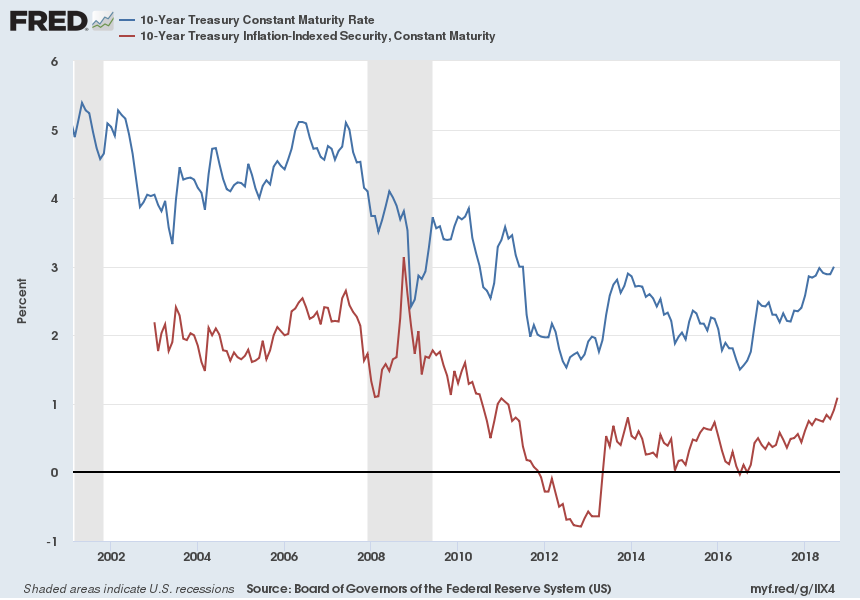 FRED
10-Year Treasury Constant Maturity Rate
10-Year Treasury Inflation-Indexed Security, Constant Maturity
6
5
4
3
2
1
0
-1
Percent
2002 2004 2006 2008 2010 2012 2014 2016 2018
Shaded areas indicate U.S. recessions Source: Board of Governors of the Federal Reserve System (US) myf.red/g/lIX4